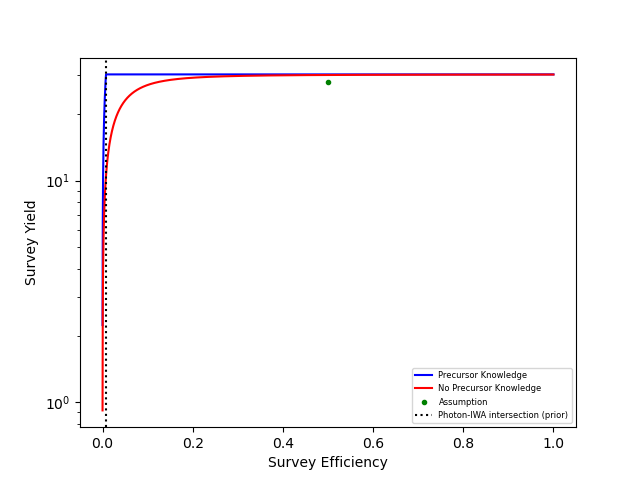 Survey Yield
10¹
10⁰
0.0 0.2 0.4 0.6 0.8 1.0
Survey Efficiency
Precursor Knowledge
No Precursor Knowledge
Assumption
Photon-IWA intersection (prior)